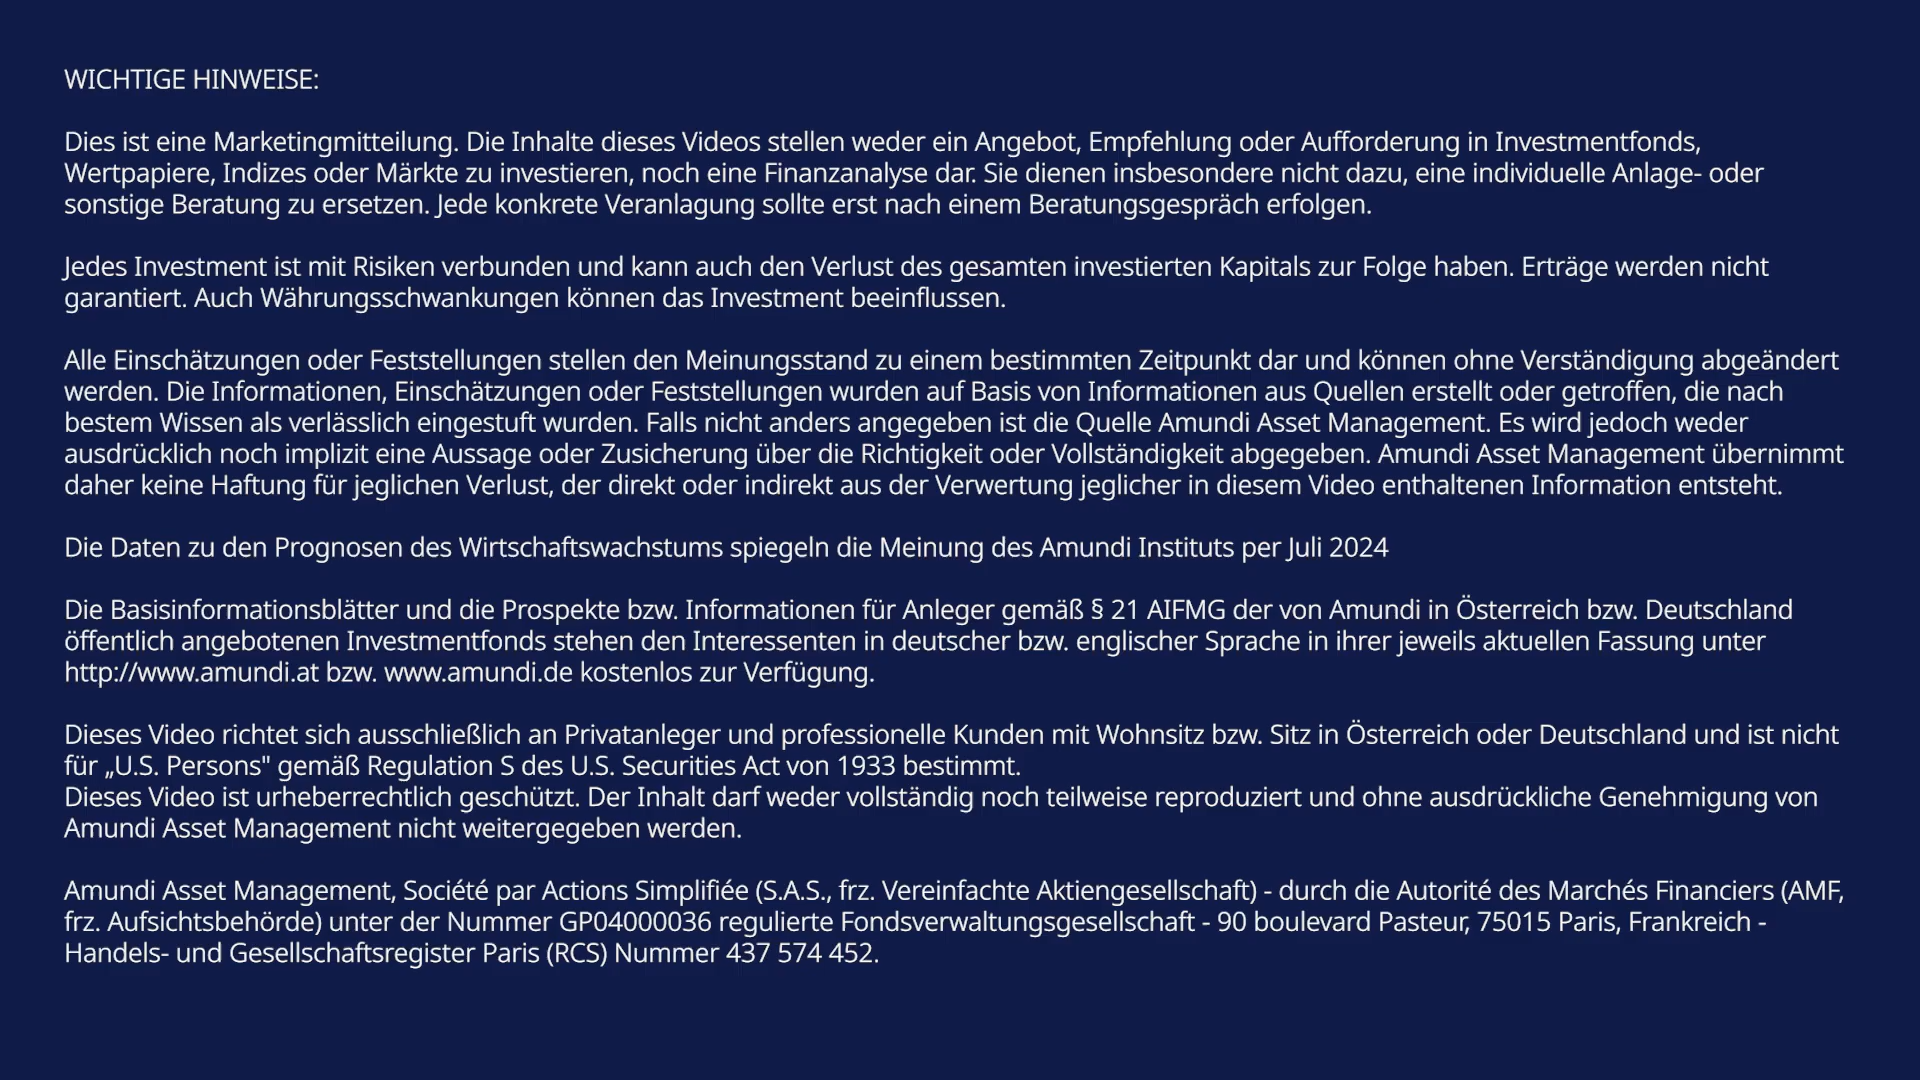 WICHTIGE HINWEISE:
Dies ist eine Marketingmitteilung. Die Inhalte dieses Videos stellen weder ein Angebot, Empfehlung oder Aufforderung in Investmentfonds,
Wertpapiere, Indizes oder Märkte zu investieren, noch eine Finanzanalyse dar. Sie dienen insbesondere nicht dazu, eine individuelle Anlage- oder
sonstige Beratung zu ersetzen. Jede konkrete Veranlagung sollte erst nach einem Beratungsgespräch erfolgen.
Jedes Investment ist mit Risiken verbunden und kann auch den Verlust des gesamten investierten Kapitals zur Folge haben. Erträge werden nicht
garantiert. Auch Währungsschwankungen können das Investment beeinflussen.
Alle Einschätzungen oder Feststellungen stellen den Meinungsstand zu einem bestimmten Zeitpunkt dar und können ohne Verständigung abgeändert
werden. Die Informationen, Einschätzungen oder Feststellungen wurden auf Basis von Informationen aus Quellen erstellt oder getroffen, die nach
bestem Wissen als verlässlich eingestuft wurden. Falls nicht anders angegeben ist die Quelle Amundi Asset Management. Es wird jedoch weder
ausdrücklich noch implizit eine Aussage oder Zusicherung über die Richtigkeit oder Vollständigkeit abgegeben. Amundi Asset Management übernimmt
daher keine Haftung für jeglichen Verlust, der direkt oder indirekt aus der Verwertung jeglicher in diesem Video enthaltenen Information entsteht.
Die Daten zu den Prognosen des Wirtschaftswachstums spiegeln die Meinung des Amundi Instituts per Juli 2024
Die Basisinformationsblätter und die Prospekte bzw. Informationen für Anleger gemäß § 21 AIFMG der von Amundi in Österreich bzw. Deutschland
öffentlich angebotenen Investmentfonds stehen den Interessenten in deutscher bzw. englischer Sprache in ihrer jeweils aktuellen Fassung unter
http://www.amundi.at bzw. www.amundi.de kostenlos zur Verfügung.
Dieses Video richtet sich ausschließlich an Privatanleger und professionelle Kunden mit Wohnsitz bzw. Sitz in Österreich oder Deutschland und ist nicht
für „U.S. Persons" gemäß Regulation S des U.S. Securities Act von 1933 bestimmt.
Dieses Video ist urheberrechtlich geschützt. Der Inhalt darf weder vollständig noch teilweise reproduziert und ohne ausdrückliche Genehmigung von
Amundi Asset Management nicht weitergegeben werden.
Amundi Asset Management, Société par Actions Simplifiée (S.A.S., frz. Vereinfachte Aktiengesellschaft) - durch die Autorité des Marchés Financiers (AMF,
frz. Aufsichtsbehörde) unter der Nummer GP04000036 regulierte Fondsverwaltungsgesellschaft - 90 boulevard Pasteur, 75015 Paris, Frankreich -
Handels- und Gesellschaftsregister Paris (RCS) Nummer 437 574 452.